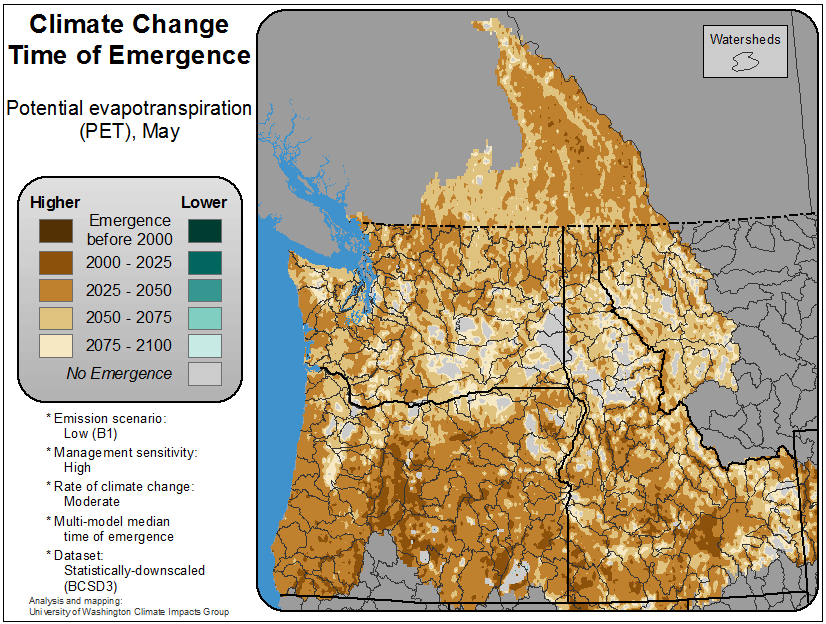 Climate Change
Time of Emergence
Potential evapotranspiration
(PET), May
Higher
Lower
Emergence
before 2000
2000 - 2025
2025 - 2050
2050 - 2075
2075 - 2100
No Emergence
* Emission scenario:
Low (B1)
* Management sensitivity:
High
* Rate of climate change:
Moderate
* Multi-model median
time of emergence
* Dataset:
Statistically-downscaled
(BCSD3)
Analysis and mapping:
University of Washington Climate Impacts Group
Watersheds